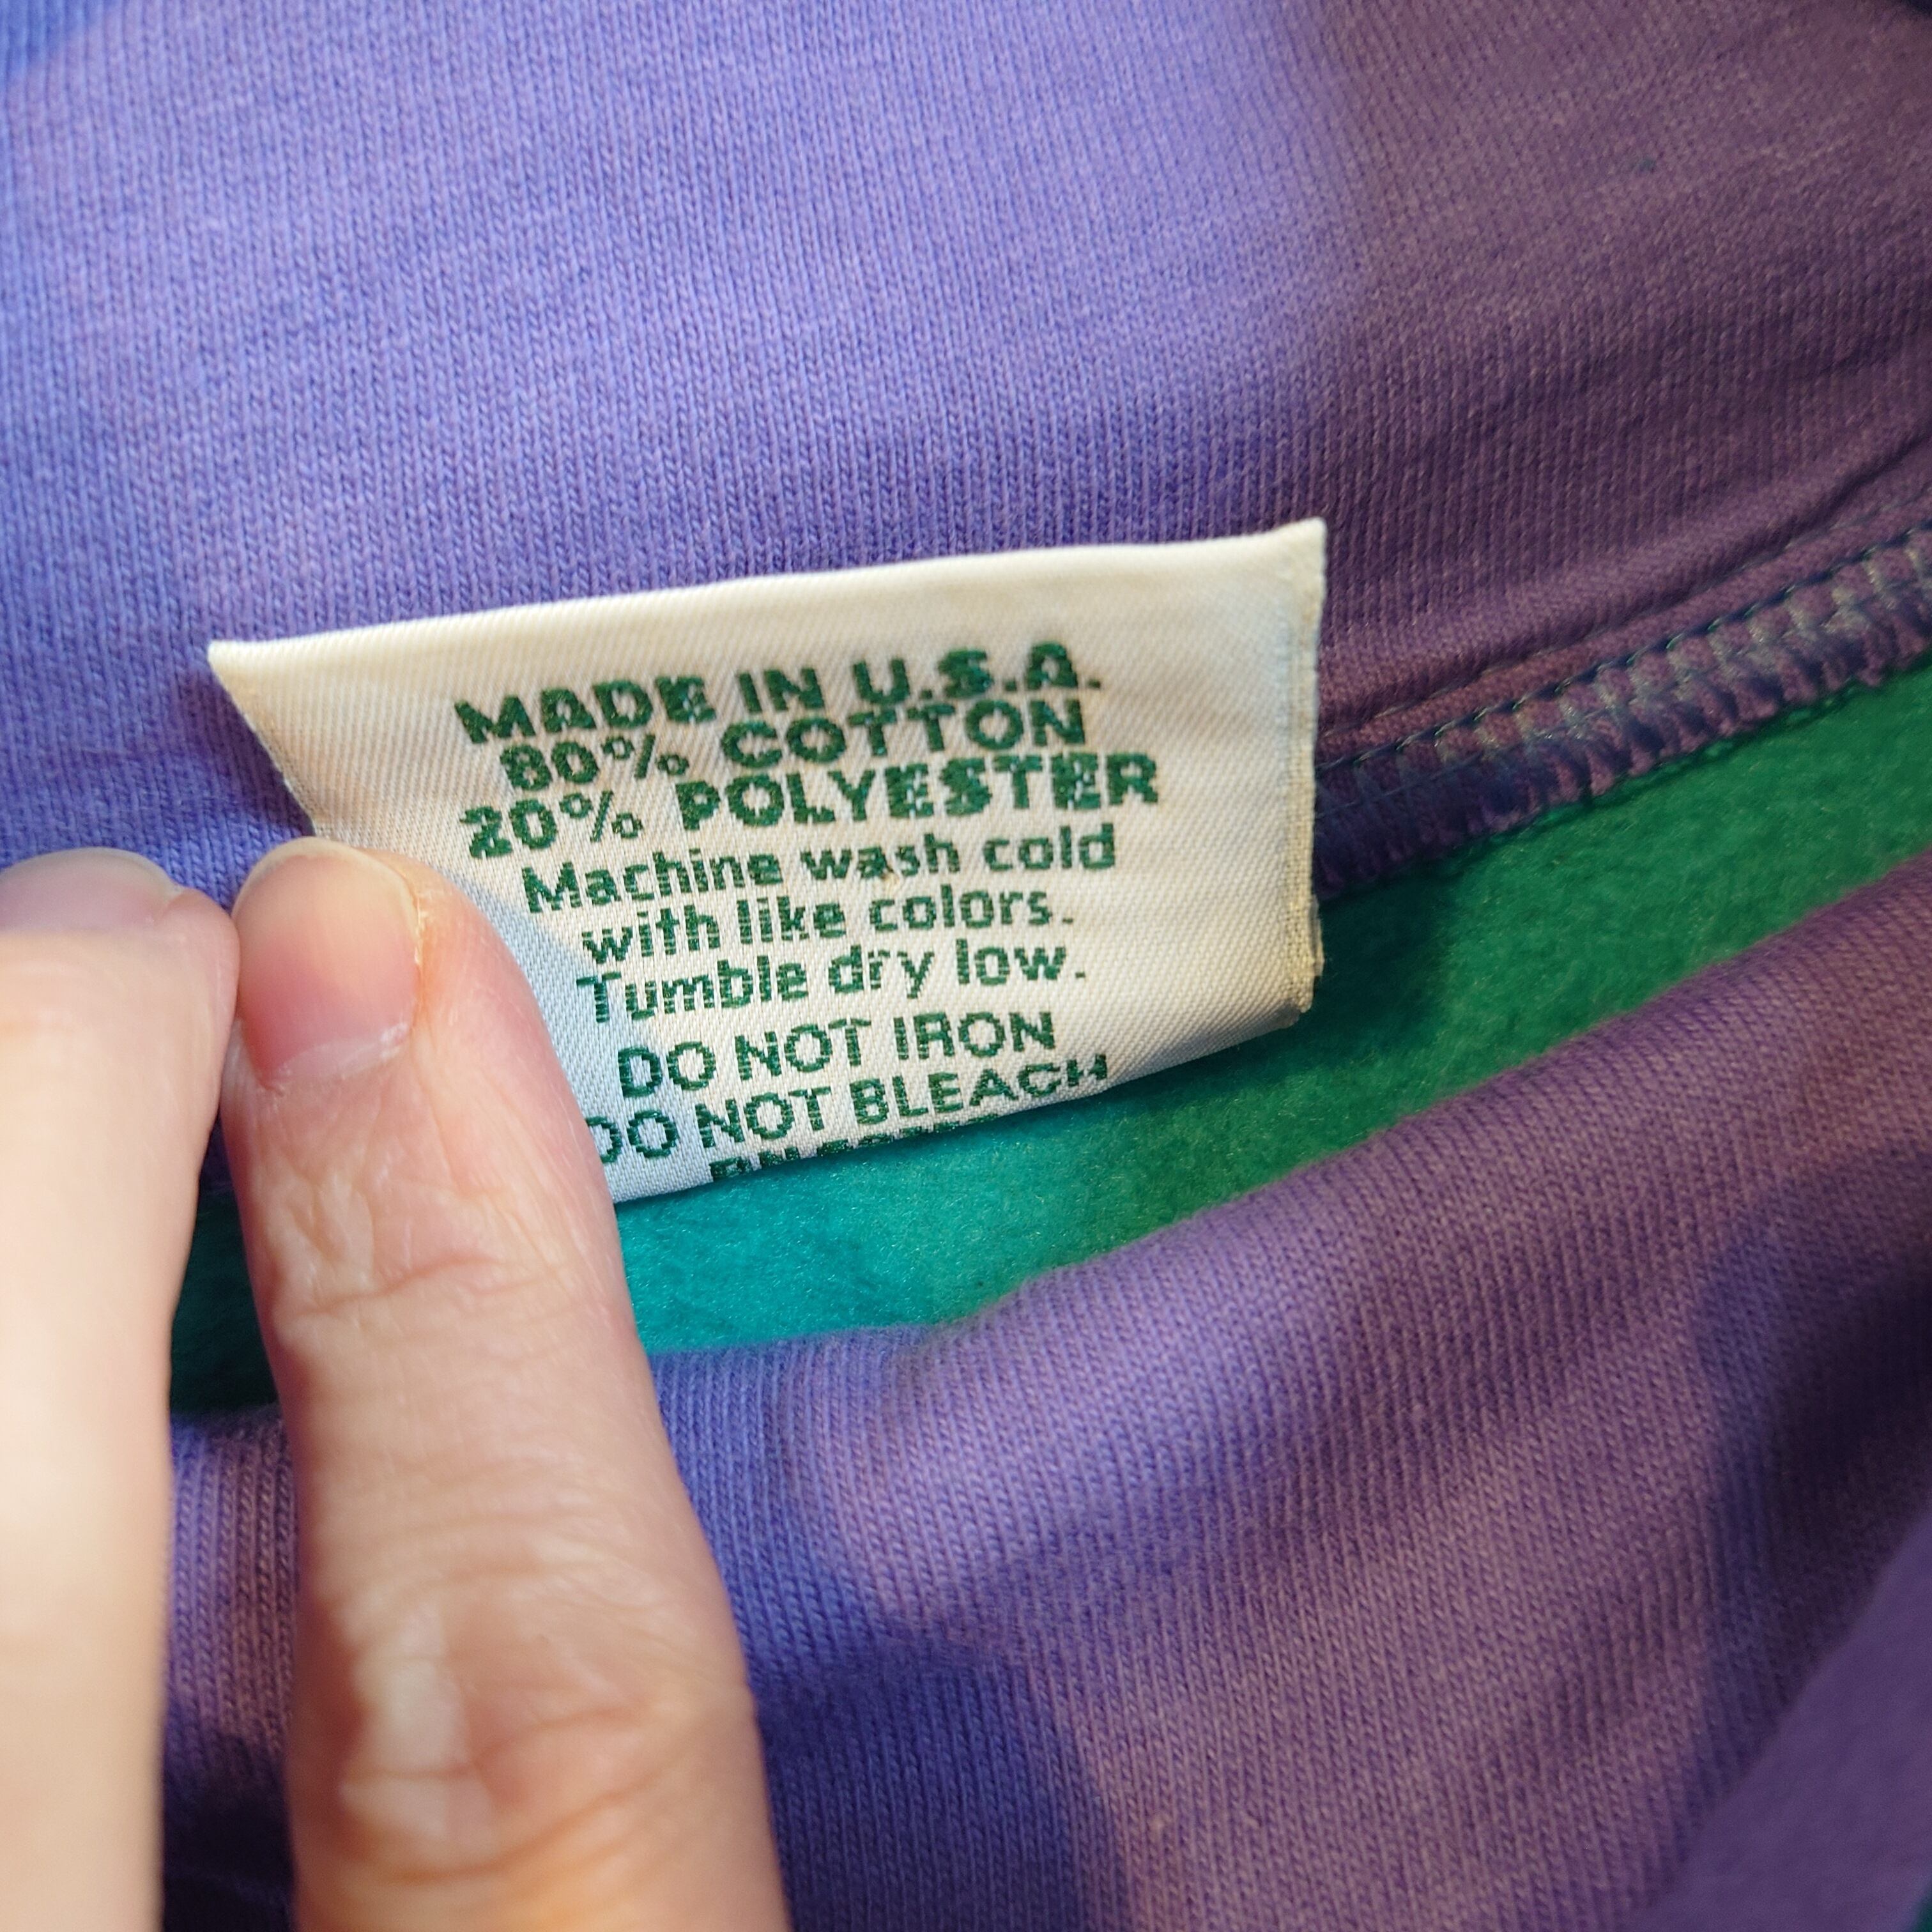 MADE IN U.S.A.
80% COTTON
20% POLYESTER
Machine wash cold
with like colors.
Tumble dry low.
DO NOT IRON
DO NOT BLEACH